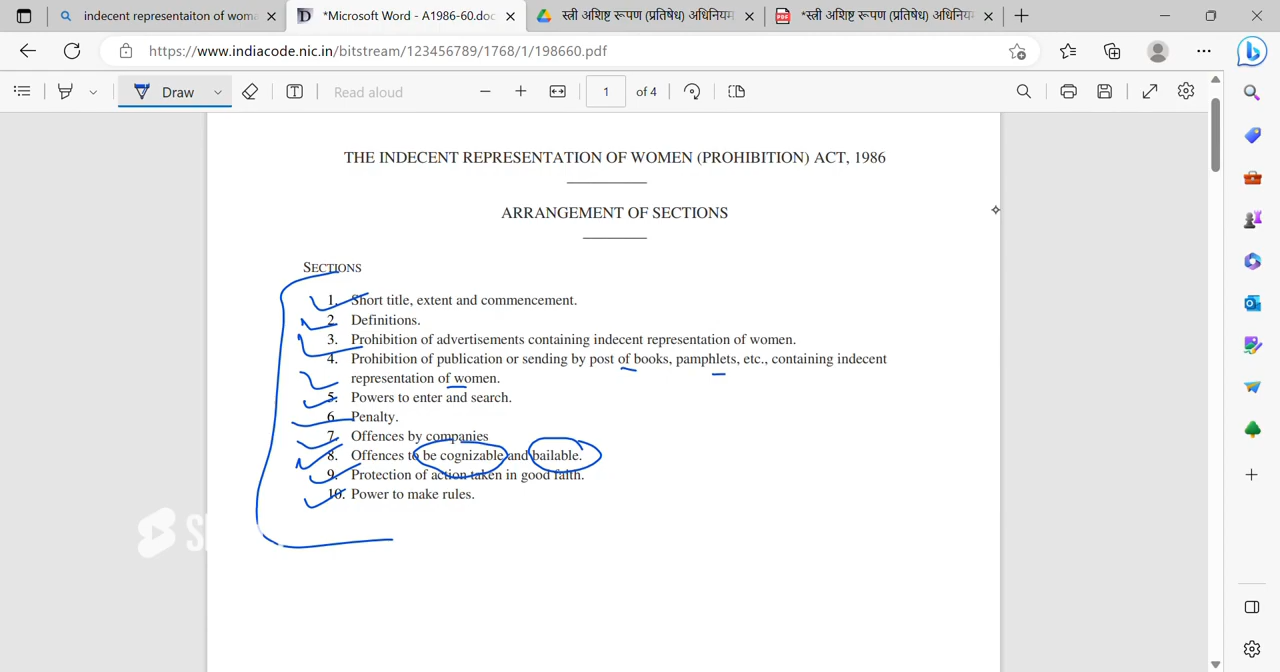 indecent representaiton of wom
*Microsoft Word - A1986-60.doc
स्त्री अशिष्ट रूपण (प्रतिषेध) अधिनियम
*स्त्री अशिष्ट रूपण (प्रतिषेध) अधिनिय
https://www.indiacode.nic.in/bitstream/123456789/1768/1/198660.pdf
Draw
Read aloud
1 of 4
THE INDECENT REPRESENTATION OF WOMEN (PROHIBITION) ACT, 1986
ARRANGEMENT OF SECTIONS
SECTIONS
1. Short title, extent and commencement.
2. Definitions.
3. Prohibition of advertisements containing indecent representation of women.
4. Prohibition of publication or sending by post of books, pamphlets, etc., containing indecent
representation of women.
5. Powers to enter and search.
6. Penalty.
7. Offences by companies
8. Offences to be cognizable and bailable.
9. Protection of action taken in good faith.
10. Power to make rules.